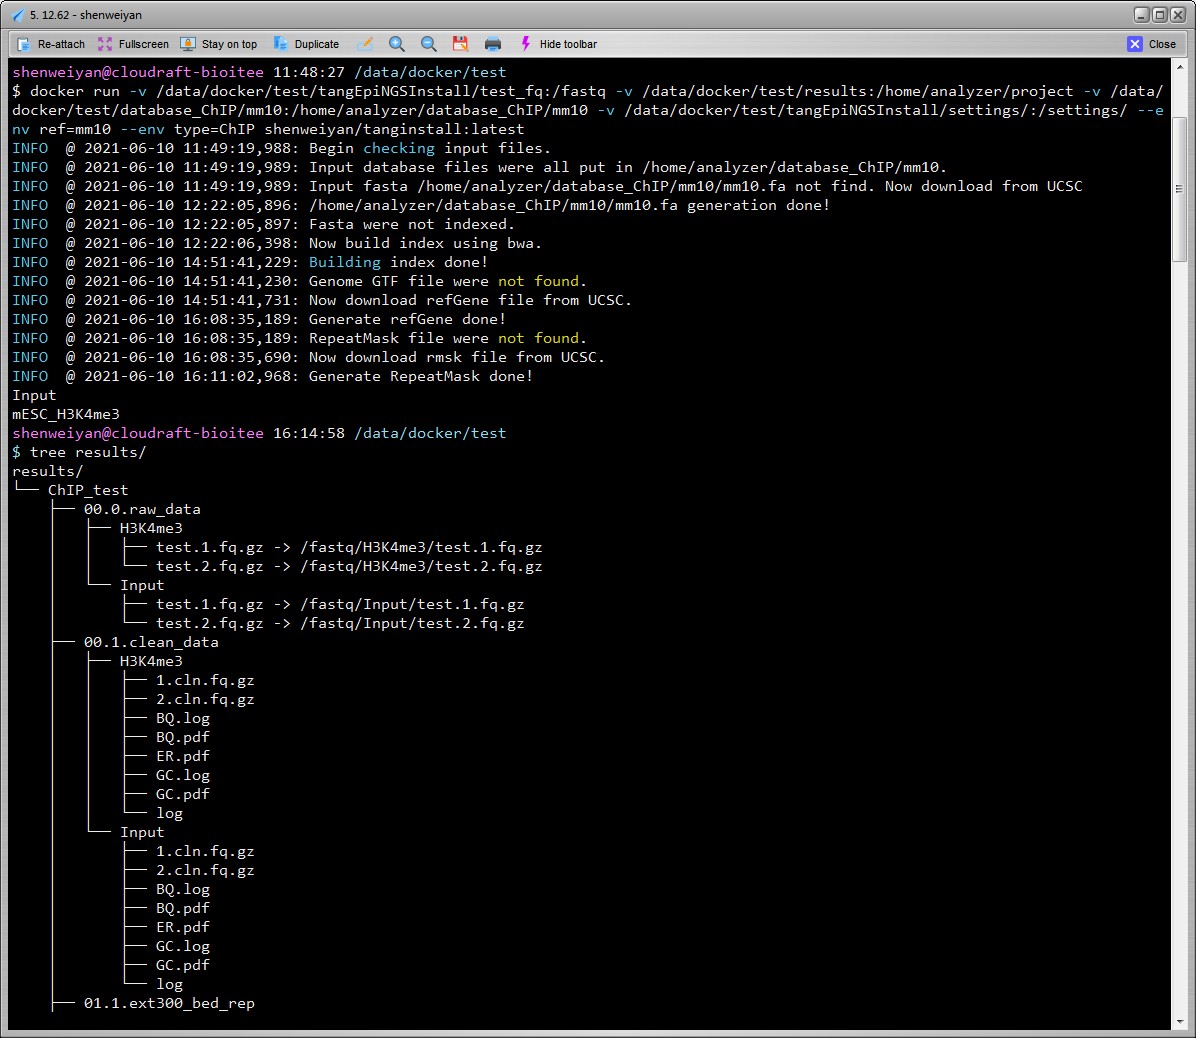 5. 12.62 - shenweiyan
Re-attach Fullscreen Stay on top Duplicate Hide toolbar Close
shenweiyan@cloudraft-bioitee 11:48:27 /data/docker/test
$ docker run -v /data/docker/test/tangEpiNGSInstall/test_fq:/fastq -v /data/docker/test/results:/home/analyzer/project -v /data/
docker/test/database_ChIP/mm10:/home/analyzer/database_ChIP/mm10 -v /data/docker/test/tangEpiNGSInstall/settings/:/settings/ --e
nv ref=mm10 --env type=ChIP shenweiyan/tanginstall:latest
INFO  @ 2021-06-10 11:49:19,988: Begin checking input files.
INFO  @ 2021-06-10 11:49:19,989: Input database files were all put in /home/analyzer/database_ChIP/mm10.
INFO  @ 2021-06-10 11:49:19,989: Input fasta /home/analyzer/database_ChIP/mm10/mm10.fa not find. Now download from UCSC
INFO  @ 2021-06-10 12:22:05,896: /home/analyzer/database_ChIP/mm10/mm10.fa generation done!
INFO  @ 2021-06-10 12:22:05,897: Fasta were not indexed.
INFO  @ 2021-06-10 12:22:06,398: Now build index using bwa.
INFO  @ 2021-06-10 14:51:41,229: Building index done!
INFO  @ 2021-06-10 14:51:41,230: Genome GTF file were not found.
INFO  @ 2021-06-10 14:51:41,731: Now download refGene file from UCSC.
INFO  @ 2021-06-10 16:08:35,189: Generate refGene done!
INFO  @ 2021-06-10 16:08:35,189: RepeatMask file were not found.
INFO  @ 2021-06-10 16:08:35,690: Now download rmsk file from UCSC.
INFO  @ 2021-06-10 16:11:02,968: Generate RepeatMask done!
Input
mESC_H3K4me3
shenweiyan@cloudraft-bioitee 16:14:58 /data/docker/test
$ tree results/
results/
└── ChIP_test
    ├── 00.0.raw_data
    │   ├── H3K4me3
    │   │   ├── test.1.fq.gz -> /fastq/H3K4me3/test.1.fq.gz
    │   │   └── test.2.fq.gz -> /fastq/H3K4me3/test.2.fq.gz
    │   └── Input
    │       ├── test.1.fq.gz -> /fastq/Input/test.1.fq.gz
    │       └── test.2.fq.gz -> /fastq/Input/test.2.fq.gz
    ├── 00.1.clean_data
    │   ├── H3K4me3
    │   │   ├── 1.cln.fq.gz
    │   │   ├── 2.cln.fq.gz
    │   │   ├── BQ.log
    │   │   ├── BQ.pdf
    │   │   ├── ER.pdf
    │   │   ├── GC.log
    │   │   ├── GC.pdf
    │   │   └── log
    │   └── Input
    │       ├── 1.cln.fq.gz
    │       ├── 2.cln.fq.gz
    │       ├── BQ.log
    │       ├── BQ.pdf
    │       ├── ER.pdf
    │       ├── GC.log
    │       ├── GC.pdf
    │       └── log
    ├── 01.1.ext300_bed_rep